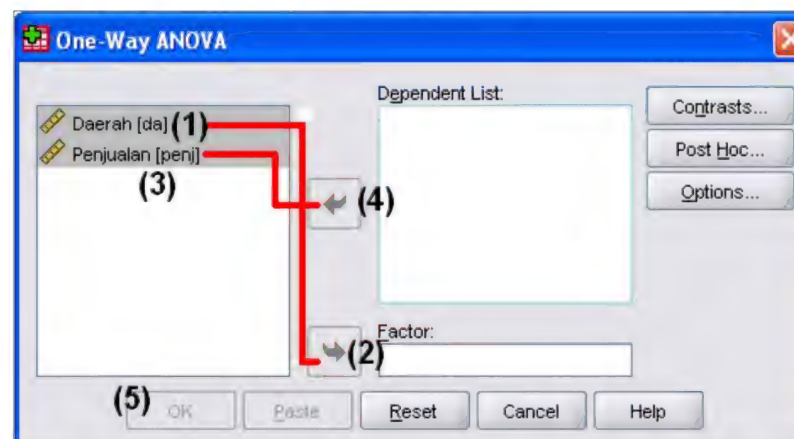 One-Way ANOVA
Daerah [da] (1)
Penjualan [penj]
(3)
(4)
Dependent List:
Contrasts...
Post Hoc...
Options...
(2)
Factor:
(5) OK
Paste
Reset
Cancel
Help